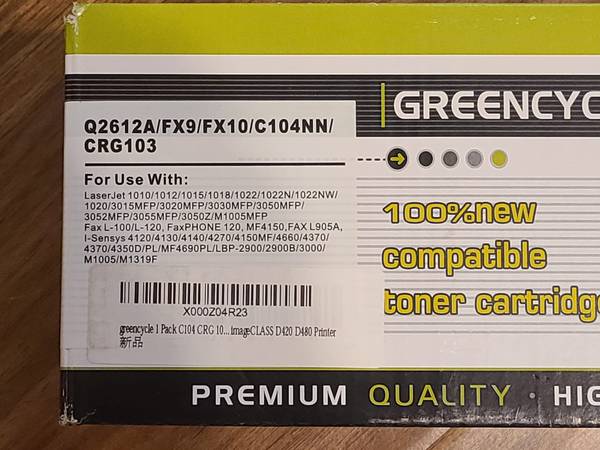 GREENCYC
Q2612A/FX9/FX10/C104NN/
CRG103
For Use With:
LaserJet 1010/1012/1015/1018/1022/1022N/1022NW/
1020/3015MFP/3020MFP/3030MFP/3050MFP/
3052MFP/3055MFP/3050Z/M1005MFP
Fax L-100/L-120, FaxPHONE 120, MF4150,FAX L905A,
I-Sensys 4120/4130/4140/4270/4150MF/4660/4370/
4370/4350D/PL/MF4690PL/LBP-2900/2900B/3000/
M1005/M1319F
100%new
compatible
toner cartridge
X000Z04R23
greencycle 1 Pack C104 CRG 10... imageCLASS D420 D480 Printer
新品
PREMIUM QUALITY · HIG